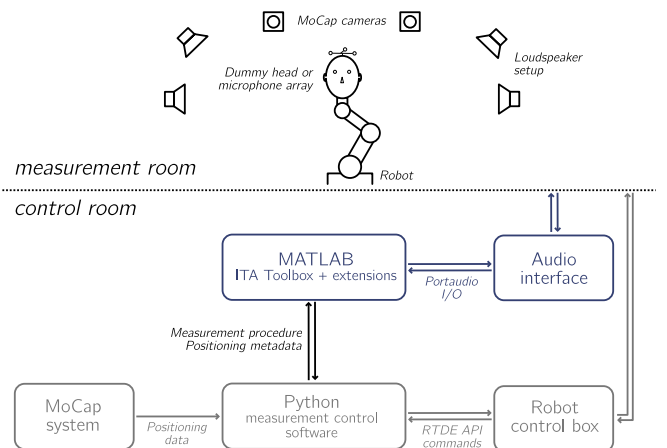 MoCap cameras
Loudspeaker
setup
Dummy head or
microphone array
Robot
measurement room
control room
MATLAB
ITA Toolbox + extensions
Portaudio
I/O
Audio
interface
Measurement procedure
Positioning metadata
MoCap
system
Positioning
data
Python
measurement control
software
RTDE API
commands
Robot
control box